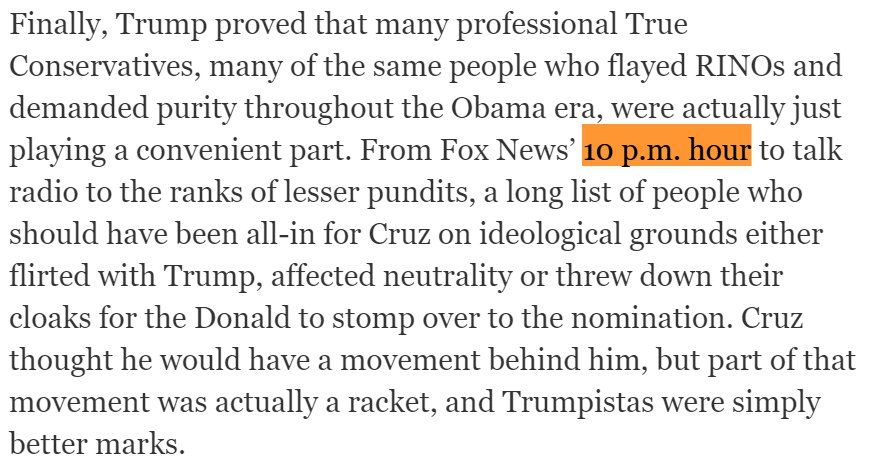 Finally, Trump proved that many professional True
Conservatives, many of the same people who flayed RINOs and
demanded purity throughout the Obama era, were actually just
playing a convenient part. From Fox News’ 10 p.m. hour to talk
radio to the ranks of lesser pundits, a long list of people who
should have been all-in for Cruz on ideological grounds either
flirted with Trump, affected neutrality or threw down their
cloaks for the Donald to stomp over to the nomination. Cruz
thought he would have a movement behind him, but part of that
movement was actually a racket, and Trumpistas were simply
better marks.